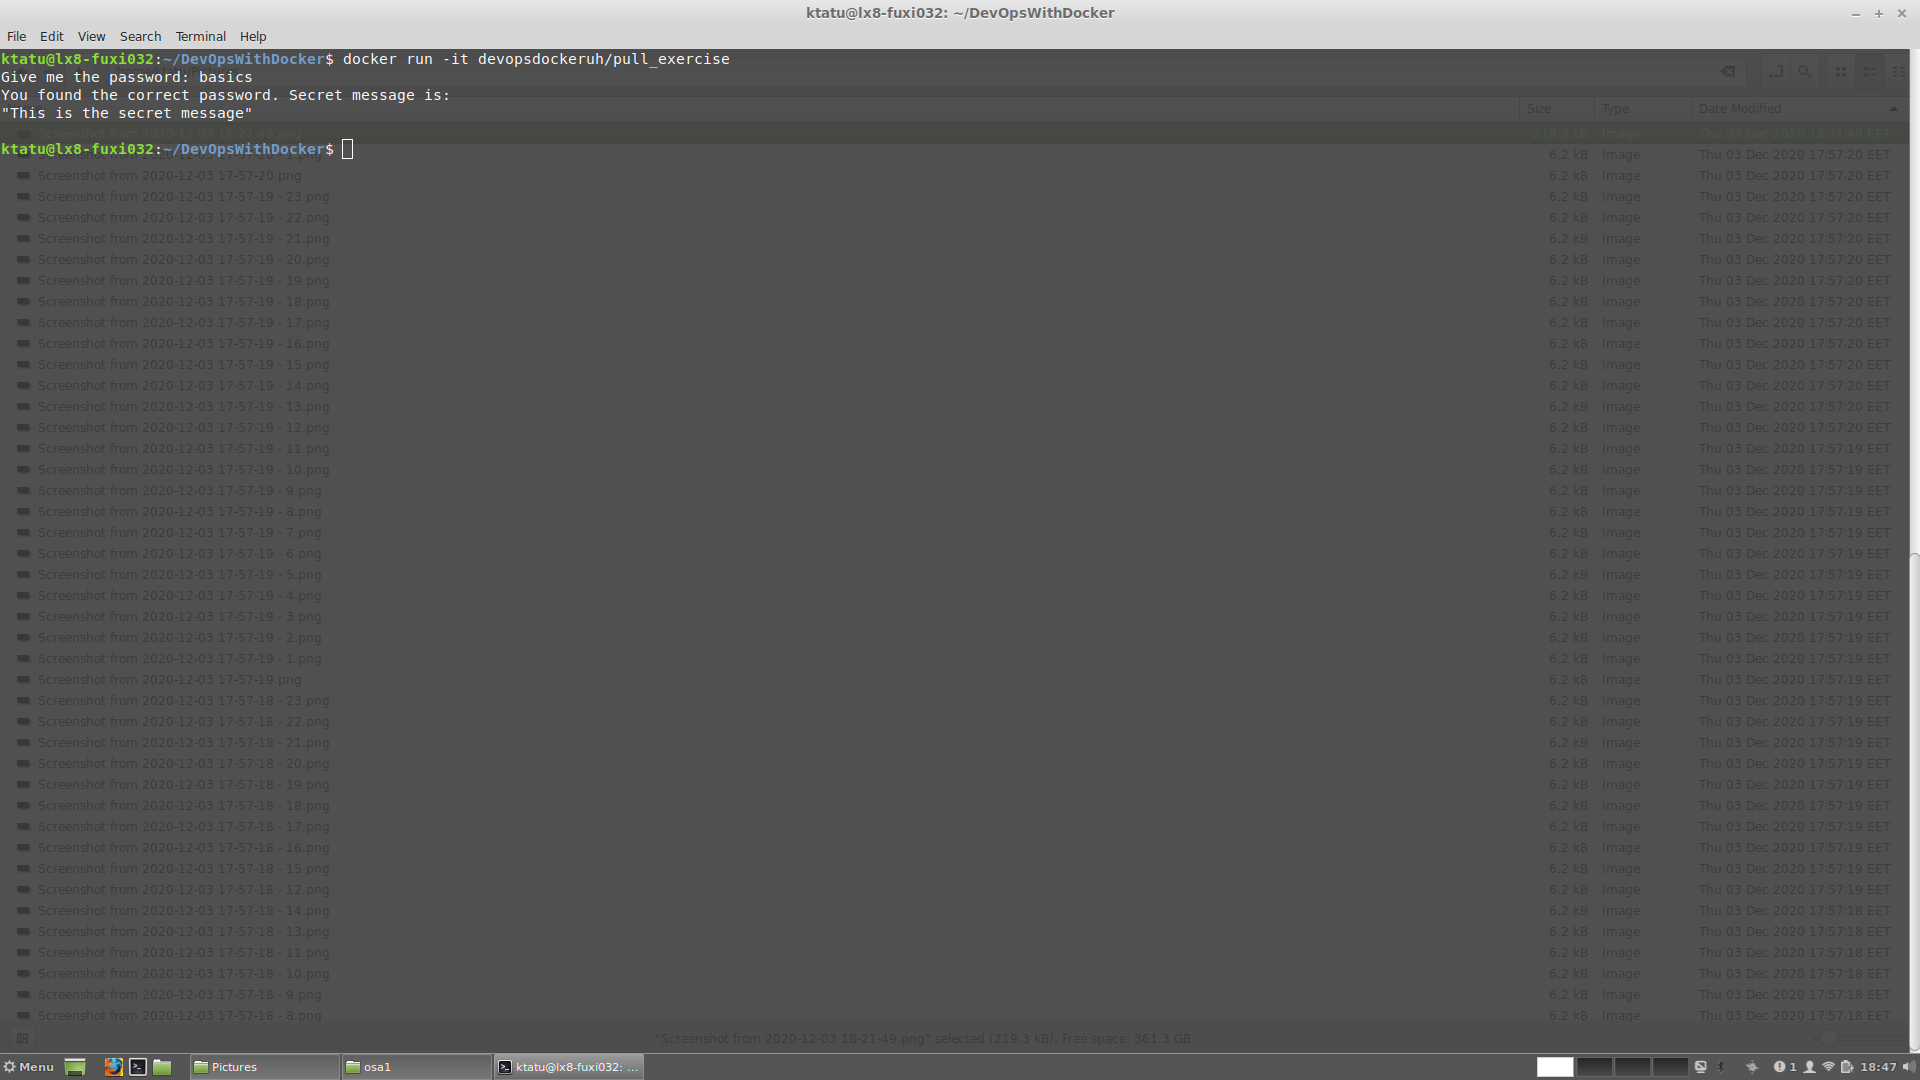 ktatu@lx8-fuxi032: ~/DevOpsWithDocker
File Edit View Search Terminal Help
ktatu@lx8-fuxi032:~/DevOpsWithDocker$ docker run -it devopsdockeruh/pull_exercise
Give me the password: basics
You found the correct password. Secret message is:
"This is the secret message"
Size Type Date Modified
Screenshot from 2020-12-03 18-21-49.png 219.3 kB Image Thu 03 Dec 2020 18:21:49 EET
ktatu@lx8-fuxi032:~/DevOpsWithDocker$
6.2 kB Image Thu 03 Dec 2020 17:57:20 EET
Screenshot from 2020-12-03 17-57-20.png 6.2 kB Image Thu 03 Dec 2020 17:57:20 EET
Screenshot from 2020-12-03 17-57-19 - 23.png 6.2 kB Image Thu 03 Dec 2020 17:57:20 EET
Screenshot from 2020-12-03 17-57-19 - 22.png 6.2 kB Image Thu 03 Dec 2020 17:57:20 EET
Screenshot from 2020-12-03 17-57-19 - 21.png 6.2 kB Image Thu 03 Dec 2020 17:57:20 EET
Screenshot from 2020-12-03 17-57-19 - 20.png 6.2 kB Image Thu 03 Dec 2020 17:57:20 EET
Screenshot from 2020-12-03 17-57-19 - 19.png 6.2 kB Image Thu 03 Dec 2020 17:57:20 EET
Screenshot from 2020-12-03 17-57-19 - 18.png 6.2 kB Image Thu 03 Dec 2020 17:57:20 EET
Screenshot from 2020-12-03 17-57-19 - 17.png 6.2 kB Image Thu 03 Dec 2020 17:57:20 EET
Screenshot from 2020-12-03 17-57-19 - 16.png 6.2 kB Image Thu 03 Dec 2020 17:57:20 EET
Screenshot from 2020-12-03 17-57-19 - 15.png 6.2 kB Image Thu 03 Dec 2020 17:57:20 EET
Screenshot from 2020-12-03 17-57-19 - 14.png 6.2 kB Image Thu 03 Dec 2020 17:57:20 EET
Screenshot from 2020-12-03 17-57-19 - 13.png 6.2 kB Image Thu 03 Dec 2020 17:57:20 EET
Screenshot from 2020-12-03 17-57-19 - 12.png 6.2 kB Image Thu 03 Dec 2020 17:57:20 EET
Screenshot from 2020-12-03 17-57-19 - 11.png 6.2 kB Image Thu 03 Dec 2020 17:57:19 EET
Screenshot from 2020-12-03 17-57-19 - 10.png 6.2 kB Image Thu 03 Dec 2020 17:57:19 EET
Screenshot from 2020-12-03 17-57-19 - 9.png 6.2 kB Image Thu 03 Dec 2020 17:57:19 EET
Screenshot from 2020-12-03 17-57-19 - 8.png 6.2 kB Image Thu 03 Dec 2020 17:57:19 EET
Screenshot from 2020-12-03 17-57-19 - 7.png 6.2 kB Image Thu 03 Dec 2020 17:57:19 EET
Screenshot from 2020-12-03 17-57-19 - 6.png 6.2 kB Image Thu 03 Dec 2020 17:57:19 EET
Screenshot from 2020-12-03 17-57-19 - 5.png 6.2 kB Image Thu 03 Dec 2020 17:57:19 EET
Screenshot from 2020-12-03 17-57-19 - 4.png 6.2 kB Image Thu 03 Dec 2020 17:57:19 EET
Screenshot from 2020-12-03 17-57-19 - 3.png 6.2 kB Image Thu 03 Dec 2020 17:57:19 EET
Screenshot from 2020-12-03 17-57-19 - 2.png 6.2 kB Image Thu 03 Dec 2020 17:57:19 EET
Screenshot from 2020-12-03 17-57-19 - 1.png 6.2 kB Image Thu 03 Dec 2020 17:57:19 EET
Screenshot from 2020-12-03 17-57-19.png 6.2 kB Image Thu 03 Dec 2020 17:57:19 EET
Screenshot from 2020-12-03 17-57-18 - 23.png 6.2 kB Image Thu 03 Dec 2020 17:57:19 EET
Screenshot from 2020-12-03 17-57-18 - 22.png 6.2 kB Image Thu 03 Dec 2020 17:57:19 EET
Screenshot from 2020-12-03 17-57-18 - 21.png 6.2 kB Image Thu 03 Dec 2020 17:57:19 EET
Screenshot from 2020-12-03 17-57-18 - 20.png 6.2 kB Image Thu 03 Dec 2020 17:57:19 EET
Screenshot from 2020-12-03 17-57-18 - 19.png 6.2 kB Image Thu 03 Dec 2020 17:57:19 EET
Screenshot from 2020-12-03 17-57-18 - 18.png 6.2 kB Image Thu 03 Dec 2020 17:57:19 EET
Screenshot from 2020-12-03 17-57-18 - 17.png 6.2 kB Image Thu 03 Dec 2020 17:57:19 EET
Screenshot from 2020-12-03 17-57-18 - 16.png 6.2 kB Image Thu 03 Dec 2020 17:57:19 EET
Screenshot from 2020-12-03 17-57-18 - 15.png 6.2 kB Image Thu 03 Dec 2020 17:57:19 EET
Screenshot from 2020-12-03 17-57-18 - 12.png 6.2 kB Image Thu 03 Dec 2020 17:57:19 EET
Screenshot from 2020-12-03 17-57-18 - 14.png 6.2 kB Image Thu 03 Dec 2020 17:57:18 EET
Screenshot from 2020-12-03 17-57-18 - 13.png 6.2 kB Image Thu 03 Dec 2020 17:57:18 EET
Screenshot from 2020-12-03 17-57-18 - 11.png 6.2 kB Image Thu 03 Dec 2020 17:57:18 EET
Screenshot from 2020-12-03 17-57-18 - 10.png 6.2 kB Image Thu 03 Dec 2020 17:57:18 EET
Screenshot from 2020-12-03 17-57-18 - 9.png 6.2 kB Image Thu 03 Dec 2020 17:57:18 EET
Screenshot from 2020-12-03 17-57-18 - 8.png 6.2 kB Image Thu 03 Dec 2020 17:57:18 EET
"Screenshot from 2020-12-03 18-21-49.png" selected (219.3 kB), Free space: 361.3 GB
Menu Pictures osa1 ktatu@lx8-fuxi032: ... 1 18:47